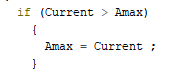 if (Current > Amax)
{
Amax = Current ;
}